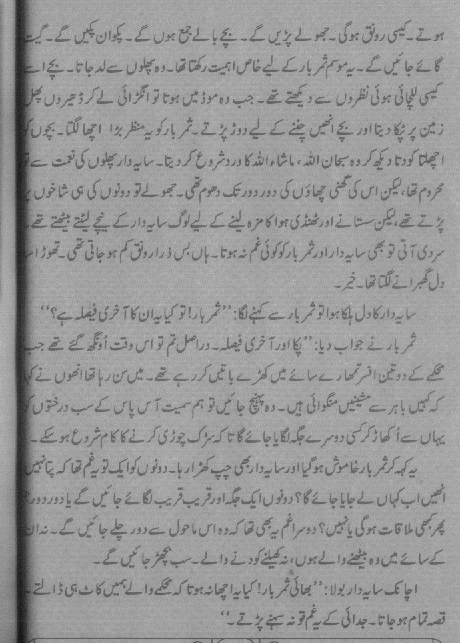 ہوتے۔ کیسی رونق ہوگی۔ جھولے پڑیں گے۔ بچے بالے جمع ہوں گے۔ پکوان پکیں گے۔ گیت
گائے جائیں گے۔ یہ موسم ثمر بار کے لیے خاص اہمیت رکھتا تھا۔ وہ پھلوں سے لد جاتا۔ بچے اسے
کیسی للچائی ہوئی نظروں سے دیکھتے تھے۔ جب وہ موڈ میں ہوتا تو انگڑائی لے کر ڈھیروں پھل
زمین پر ٹپکا دیتا اور بچے انھیں چننے کے لیے دوڑ پڑتے۔ ثمر بار کو یہ منظر بڑا اچھا لگتا۔ بچوں کو
اچھلتا کودتا دیکھ کر وہ سبحان اللہ، ماشاء اللہ کا ورد شروع کر دیتا۔ سایہ دار پھلوں کی نعمت سے تو
محروم تھا، لیکن اس کی گھنی چھاؤں کی دور دور تک دھوم تھی۔ جھولے تو دونوں کی ہی شاخوں پر
پڑتے تھے، لیکن سستانے اور ٹھنڈی ہوا کا مزہ لینے کے لیے لوگ سایہ دار کے نیچے لیٹتے بیٹھتے تھے۔
سردی آتی تو بھی سایہ دار اور ثمر بار کو کوئی غم نہ ہوتا۔ ہاں بس ذرا رونق کم ہو جاتی تھی۔ تھوڑا سا
دل گھبرانے لگتا تھا۔ خیر۔
سایہ دار کا دل ہلکا ہوا تو ثمر بار سے کہنے لگا: ’’ثمر بار! تو کیا یہ ان کا آخری فیصلہ ہے؟‘‘
ثمر بار نے جواب دیا: ’’پکا اور آخری فیصلہ۔ دراصل تم تو اس وقت اُونگھ گئے تھے جب
محکمے کے دو تین افسر تمھارے سائے میں کھڑے باتیں کر رہے تھے۔ میں سن رہا تھا انھوں نے کہا
کہ کہیں باہر سے مشینیں منگوائی ہیں۔ وہ پہنچ جائیں تو ہم سمیت آس پاس کے سب درختوں کو
یہاں سے اُکھاڑ کر کسی دوسرے جگہ لگایا جائے گا تاکہ سڑک چوڑی کرنے کا کام شروع ہو سکے۔
یہ کہہ کر ثمر بار خاموش ہو گیا اور سایہ دار بھی چپ کھڑا رہا۔ دونوں کو ایک تو یہ غم تھا کہ پتا نہیں
انھیں اب کہاں لے جایا جائے گا؟ دونوں ایک جگہ اور قریب قریب لگائے جائیں گے یا دور دور؟
پھر کبھی ملاقات ہوگی یا نہیں؟ دوسرا غم یہ بھی تھا کہ وہ اس ماحول سے دور چلے جائیں گے۔ نہ ان
کے سائے میں وہ بیٹھنے والے ہوں، نہ کھیلنے کودنے والے۔ سب بچھڑ جائیں گے۔
اچانک سایہ دار بولا: ’’بھائی ثمر بار! کیا یہ اچھا نہ ہوتا کہ محکمے والے ہمیں کاٹ ہی ڈالتے۔
قصہ تمام ہو جاتا۔ جدائی کے یہ غم تو نہ سہنے پڑتے۔‘‘